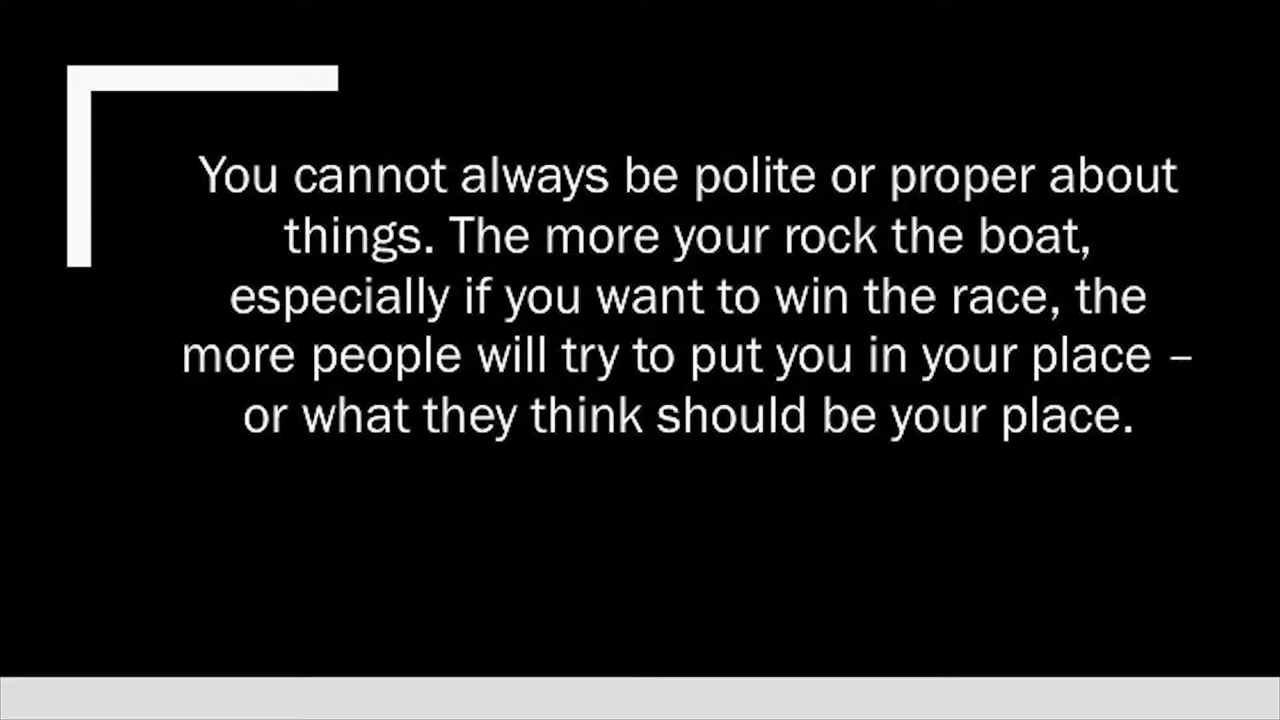 You cannot always be polite or proper about
things. The more your rock the boat,
especially if you want to win the race, the
more people will try to put you in your place –
or what they think should be your place.